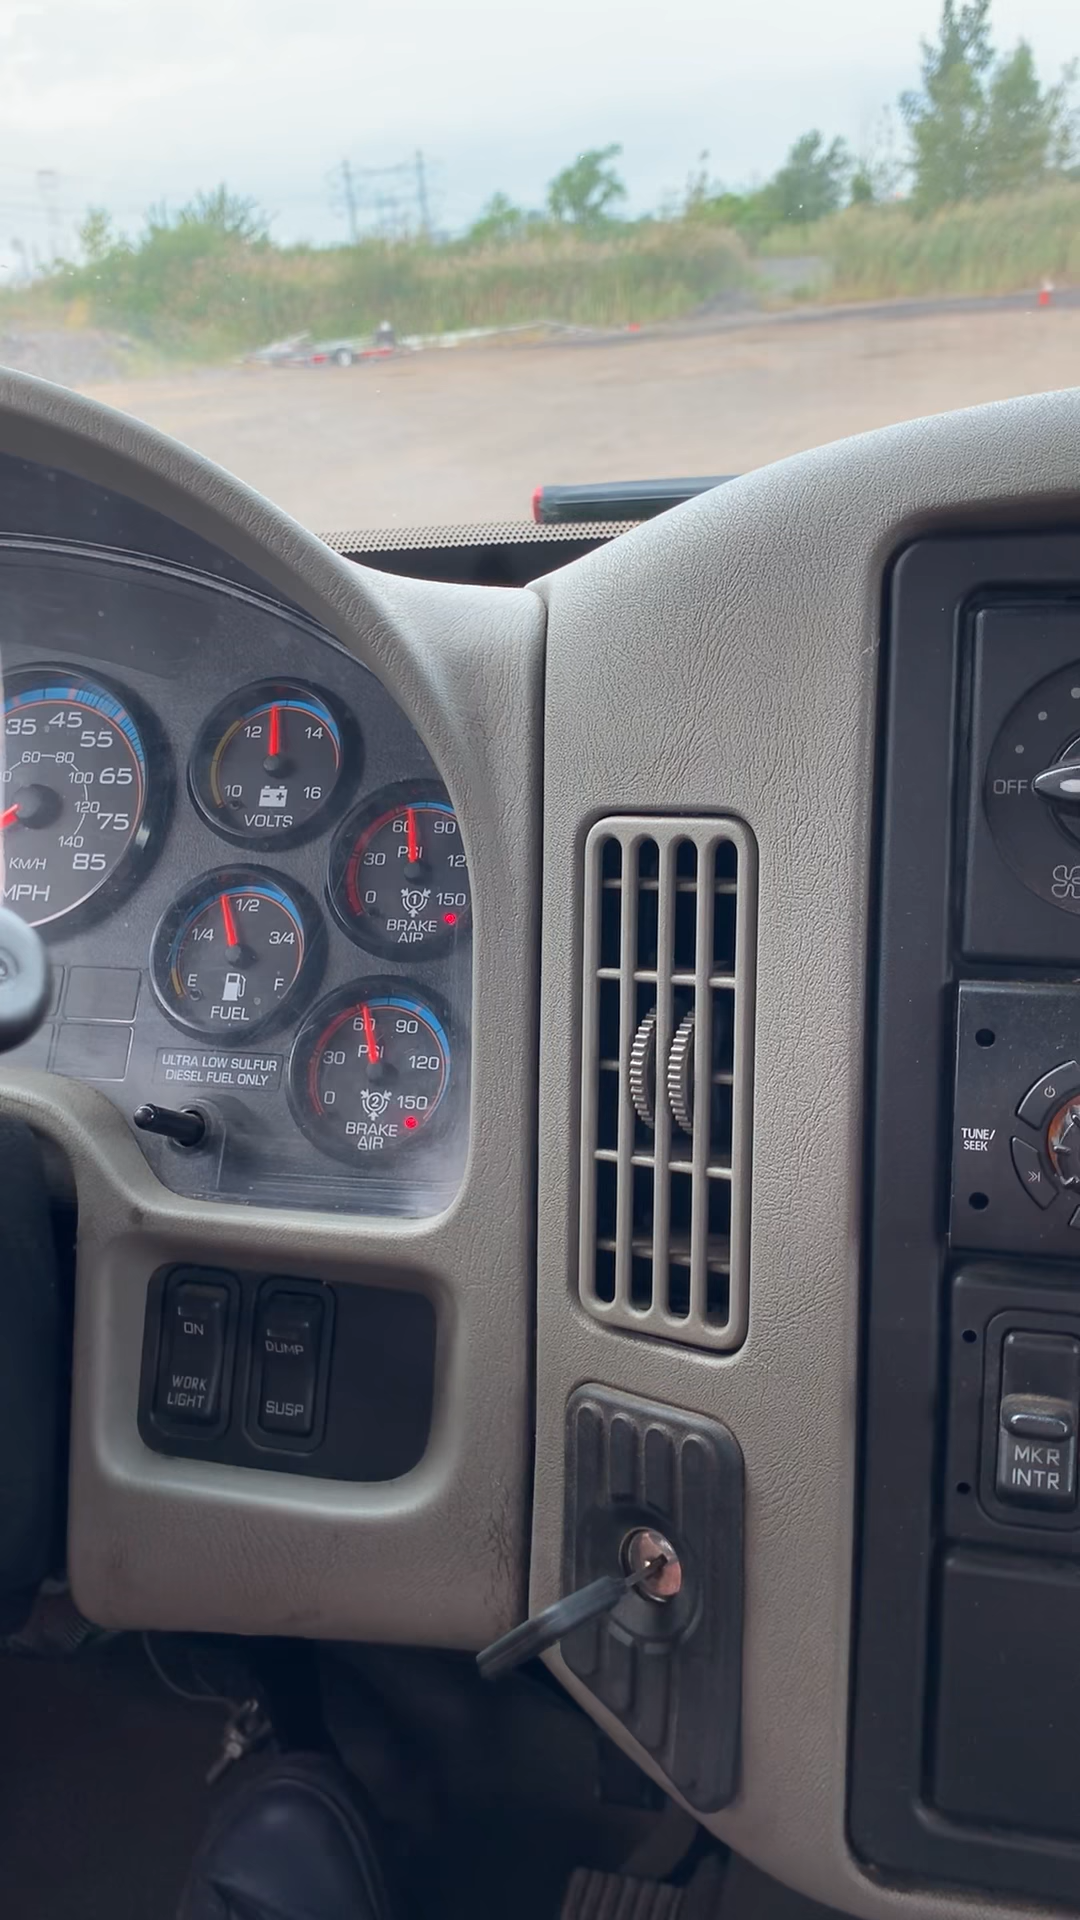 35
45
55
65
75
85
60
80
100
120
140
KM/H
MPH
12
14
10
16
VOLTS
60
90
PSI
30
0
1
150
BRAKE
AIR
1/2
1/4
3/4
E
F
FUEL
60
90
PSI
30
120
0
2
150
BRAKE
AIR
ULTRA LOW SULFUR
DIESEL FUEL ONLY
ON
WORK
LIGHT
DUMP
SUSP
OFF
TUNE/
SEEK
MKR
INTR